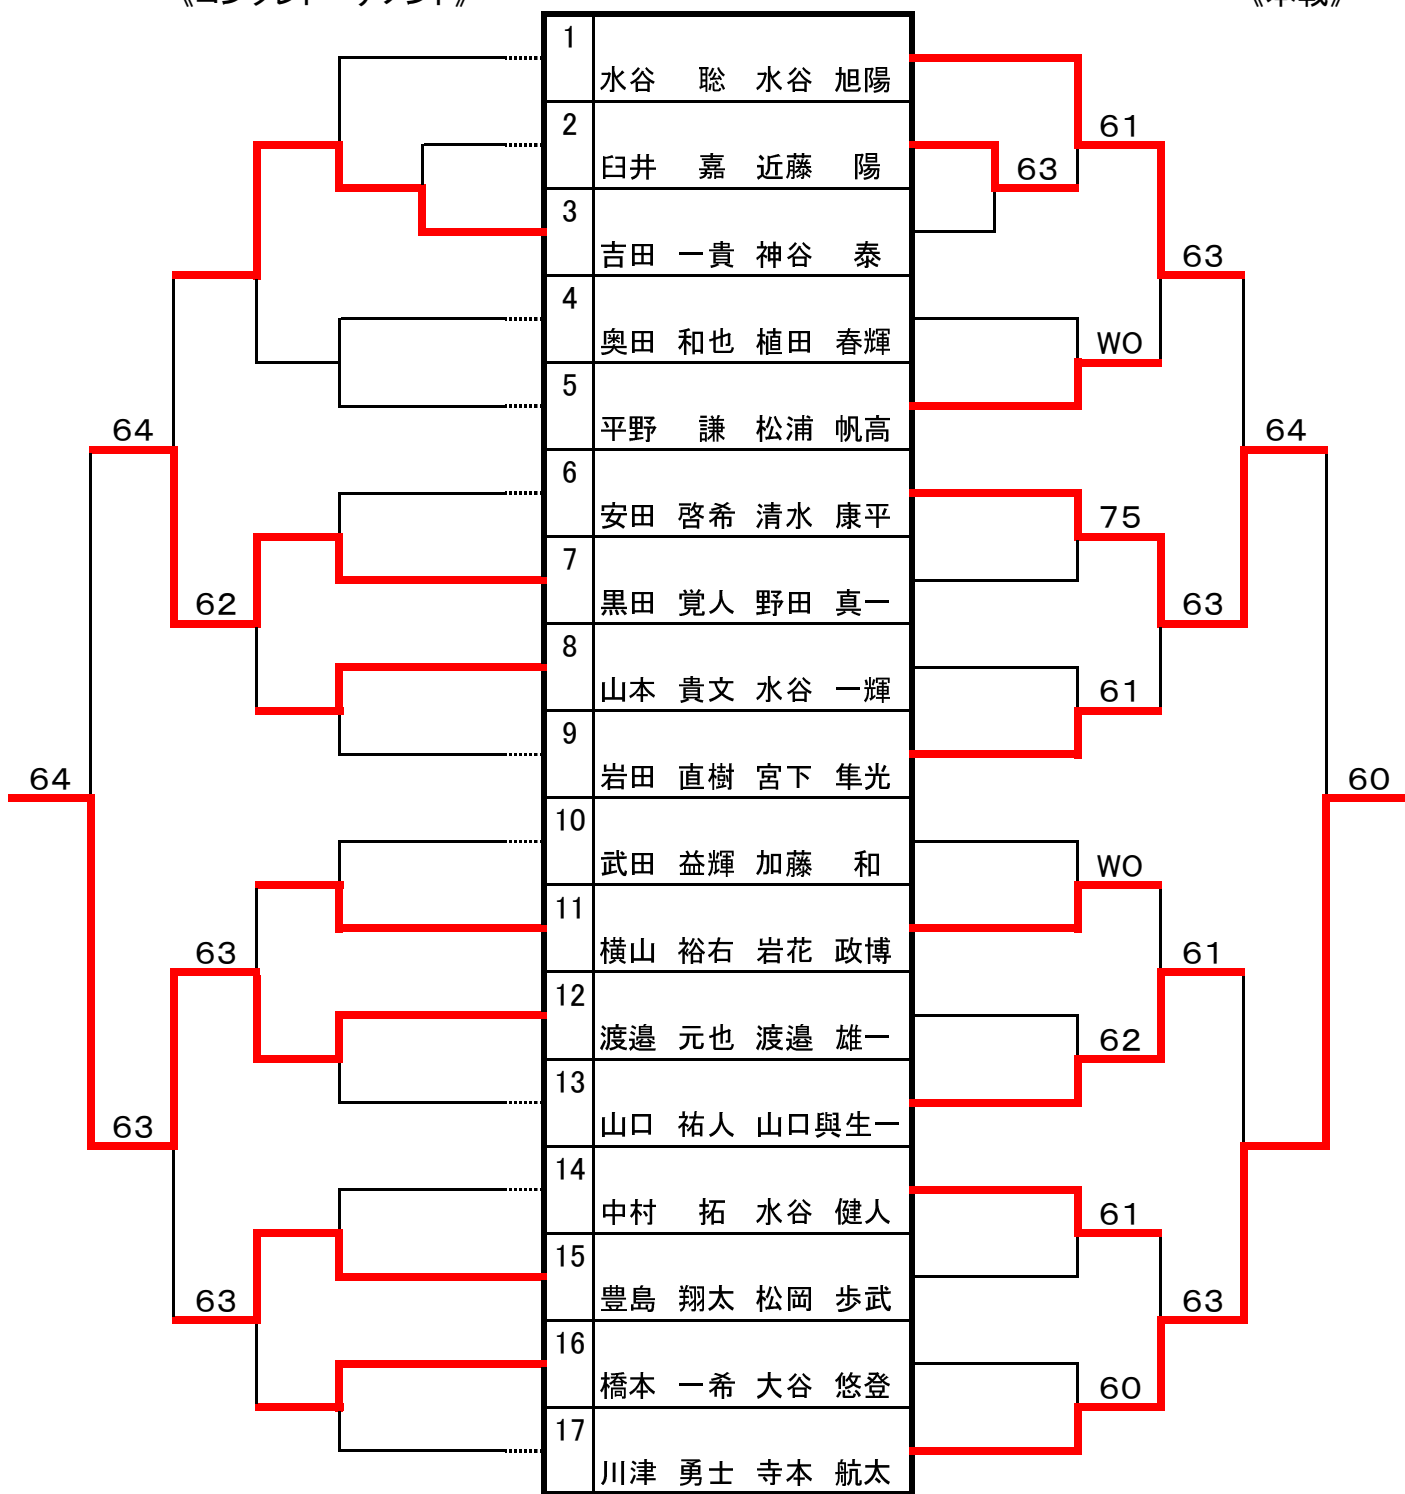 1
水谷 聡 水谷 旭陽
61
2
臼井 嘉 近藤 陽
63
3
吉田 一貴 神谷 泰
63
4
奥田 和也 植田 春輝
WO
5
平野 謙 松浦 帆高
64
64
6
安田 啓希 清水 康平
75
7
黒田 覚人 野田 真一
62
63
8
山本 貴文 水谷 一輝
61
9
岩田 直樹 宮下 隼光
64
60
10
武田 益輝 加藤 和
WO
11
横山 裕右 岩花 政博
63
61
12
渡邉 元也 渡邉 雄一
62
13
山口 祐人 山口與生一
63
14
中村 拓 水谷 健人
61
15
豊島 翔太 松岡 歩武
63
63
16
橋本 一希 大谷 悠登
60
17
川津 勇士 寺本 航太